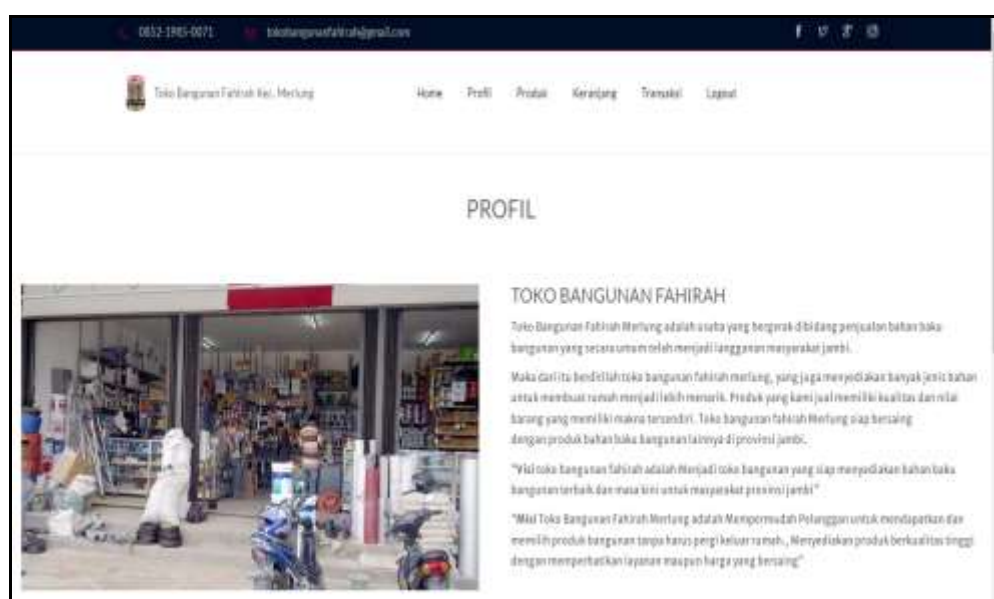 0852-1985-0071 tokobangunanfahirah@gmail.com
Toko Bangunan Fahirah Kec. Merlung Home Profil Produk Keranjang Transaksi Logout
PROFIL
TOKO BANGUNAN FAHIRAH
Toko Bangunan Fahirah Merlung adalah usaha yang bergerak dibidang penjualan bahan baku
bangunan yang secara umum telah menjadi langganan masyarakat jambi.
Maka dari itu berdirilah toko bangunan fahirah merlung, yang juga menyediakan banyak jenis bahan
untuk membuat rumah menjadi lebih menarik. Produk yang kami jual memiliki kualitas dan nilai
barang yang memiliki makna tersendiri. Toko bangunan fahirah Merlung siap bersaing
dengan produk bahan baku bangunan lainnya di provinsi jambi.
"Visi toko bangunan fahirah adalah Menjadi toko bangunan yang siap menyediakan bahan baku
bangunan terbaik dan masa kini untuk masyarakat provinsi jambi"
"Misi Toko Bangunan Fahirah Merlung adalah Mempermudah Pelanggan untuk mendapatkan dan
memilih produk bangunan tanpa harus pergi keluar rumah., Menyediakan produk berkualitas tinggi
dengan memperhatikan layanan maupun harga yang bersaing"